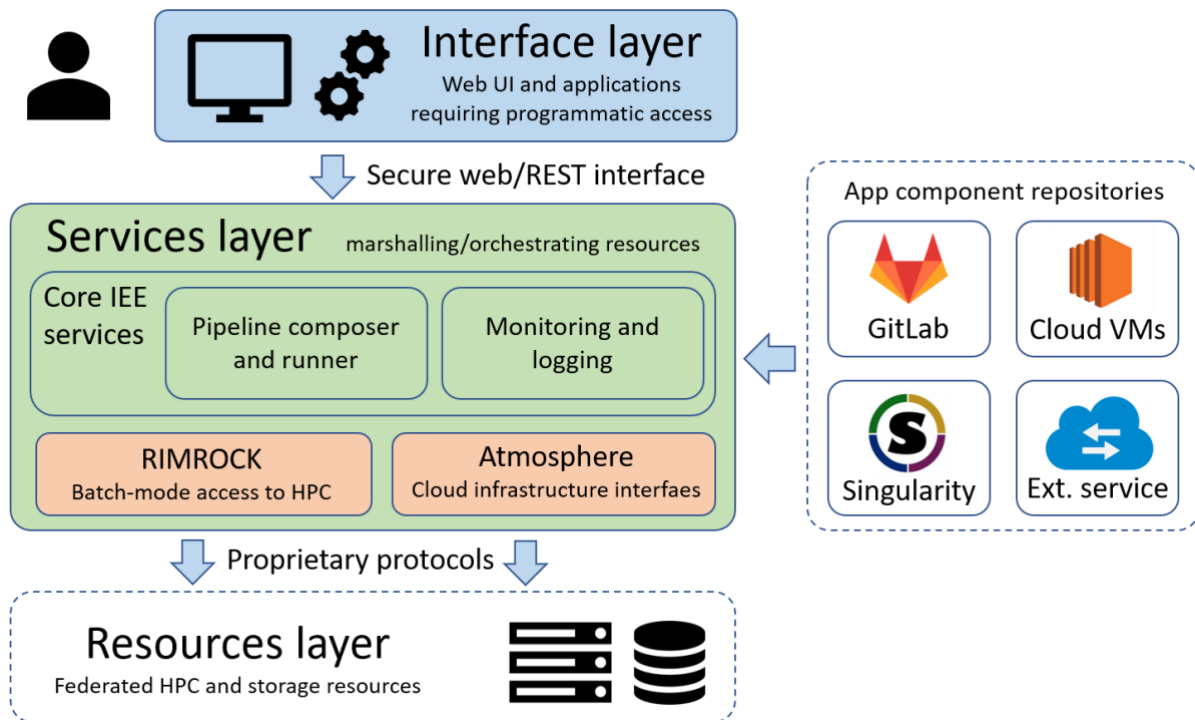 Interface layer
Web UI and applications
requiring programmatic access
Secure web/REST interface
Services layer
marshalling/orchestrating resources
Core IEE
services
Pipeline composer
and runner
Monitoring and
logging
RIMROCK
Batch-mode access to HPC
Atmosphere
Cloud infrastructure interfaes
App component repositories
GitLab
Cloud VMs
S
Singularity
Ext. service
Proprietary protocols
Resources layer
Federated HPC and storage resources